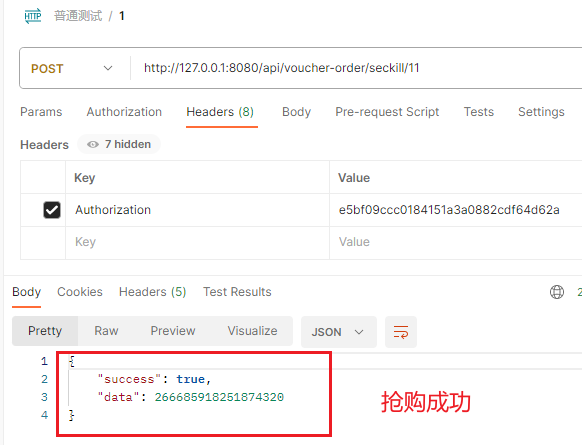 HTTP 普通测试 / 1
POST http://127.0.0.1:8080/api/voucher-order/seckill/11
Params Authorization Headers (8) Body Pre-request Script Tests Settings
Headers 7 hidden
Key Value
Authorization e5bf09ccc0184151a3a0882cdf64d62a
Key Value
Body Cookies Headers (5) Test Results 2
Pretty Raw Preview Visualize JSON
1 {
2 "success": true,
3 "data": 266685918251874320
4 }
抢购成功